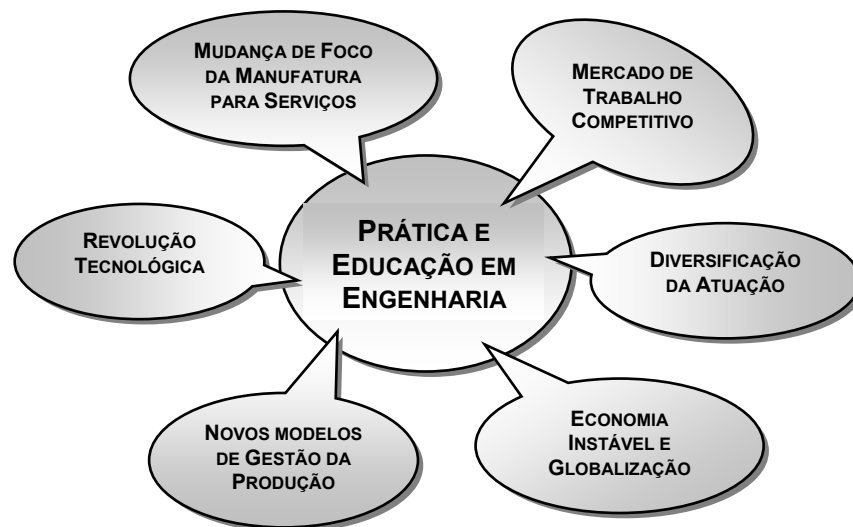 MUDANÇA DE FOCO
DA MANUFATURA
PARA SERVIÇOS
MERCADO DE
TRABALHO
COMPETITIVO
REVOLUÇÃO
TECNOLÓGICA
PRÁTICA E
EDUCAÇÃO EM
ENGENHARIA
DIVERSIFICAÇÃO
DA ATUAÇÃO
NOVOS MODELOS
DE GESTÃO DA
PRODUÇÃO
ECONOMIA
INSTÁVEL E
GLOBALIZAÇÃO